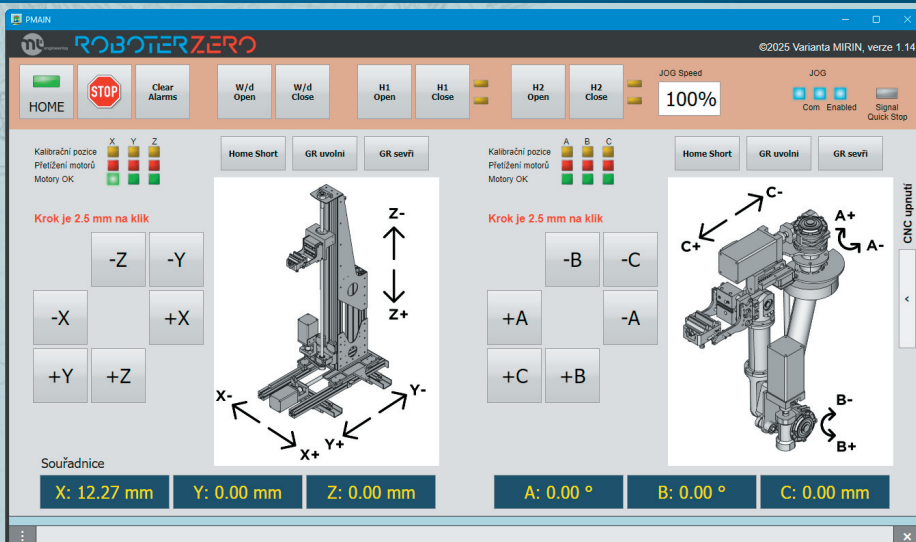 PMAIN
mt engineering ROBOTERZERO
©2025 Varianta MIRIN, verze 1.14
HOME
STOP
Clear Alarms
W/d Open
W/d Close
H1 Open
H1 Close
H2 Open
H2 Close
JOG Speed
100%
JOG
Com Enabled
Signal Quick Stop
X Y Z
Kalibrační pozice
Přetížení motorů
Motory OK
Home Short
GR uvolni
GR sevři
Krok je 2.5 mm na klik
-Z -Y
-X +X
+Y +Z
Z-
Z+
X-
X+
Y+
Y-
Souřadnice
X: 12.27 mm
Y: 0.00 mm
Z: 0.00 mm
A B C
Kalibrační pozice
Přetížení motorů
Motory OK
Home Short
GR uvolni
GR sevři
Krok je 2.5 mm na klik
-B -C
+A -A
+C +B
C-
C+
A+
A-
B-
B+
A: 0.00 °
B: 0.00 °
C: 0.00 mm
CNC upnutí